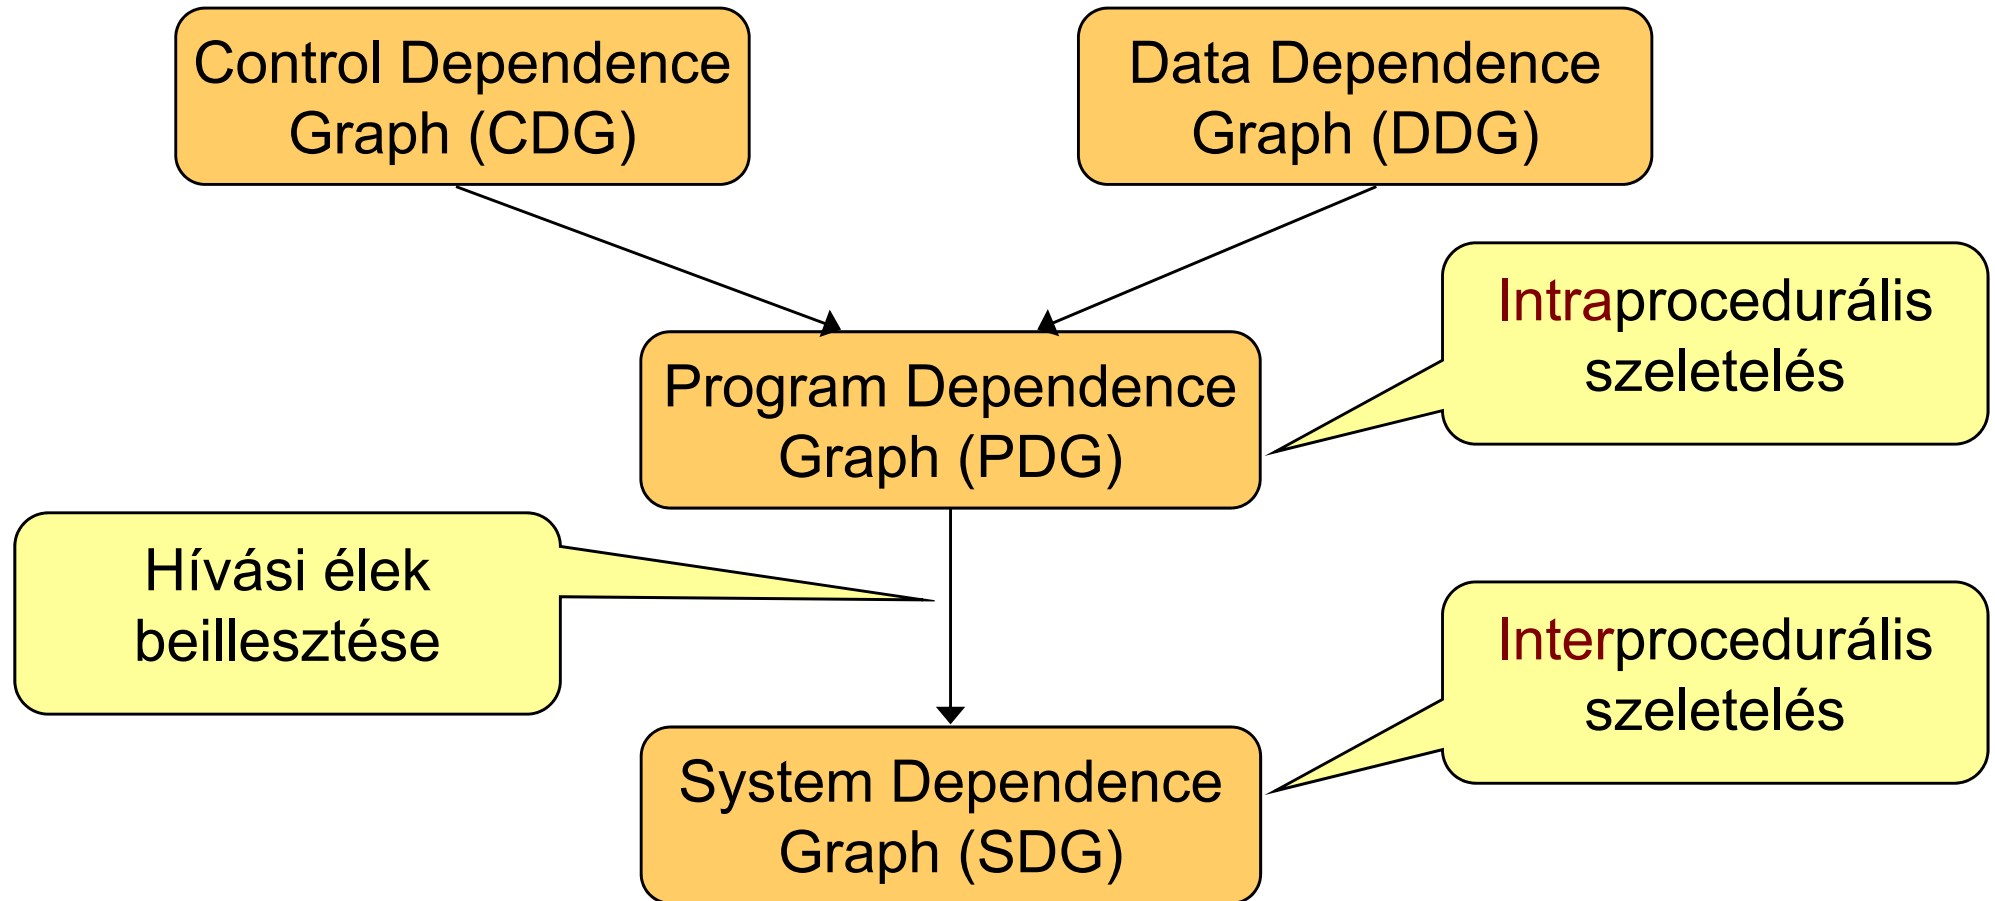 Control Dependence
Graph (CDG)
Data Dependence
Graph (DDG)
Intraprocedurális
szeletelés
Program Dependence
Graph (PDG)
Hívási élek
beillesztése
Interprocedurális
szeletelés
System Dependence
Graph (SDG)